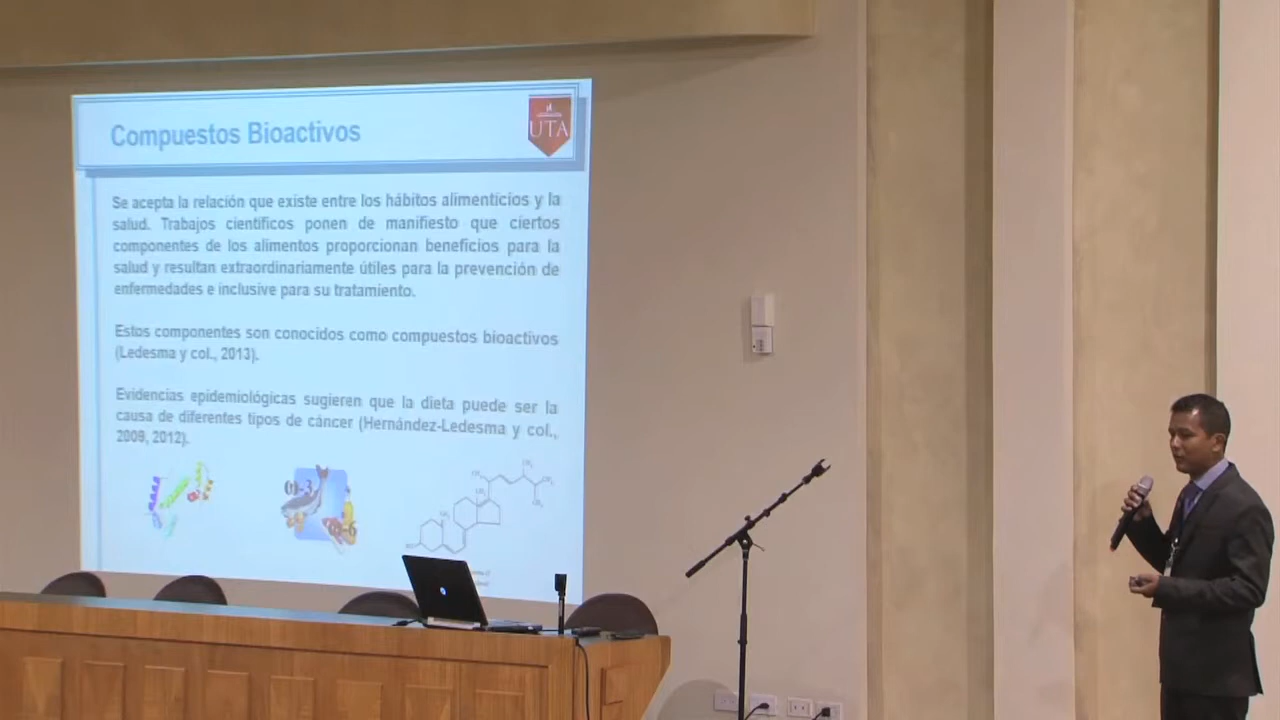 Compuestos Bioactivos
UTA
Se acepta la relación que existe entre los hábitos alimenticios y la
salud. Trabajos científicos ponen de manifiesto que ciertos
componentes de los alimentos proporcionan beneficios para la
salud y resultan extraordinariamente útiles para la prevención de
enfermedades e inclusive para su tratamiento.
Estos componentes son conocidos como compuestos bioactivos
(Ledesma y col., 2013).
Evidencias epidemiológicas sugieren que la dieta puede ser la
causa de diferentes tipos de cáncer (Hernández-Ledesma y col.,
2009, 2012).
ω-3
ω-6